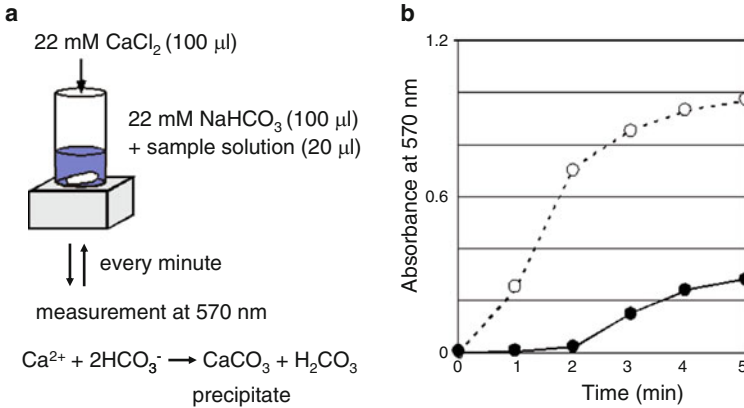 a
22 mM CaCl₂ (100 µl)
22 mM NaHCO₃ (100 µl)
+ sample solution (20 µl)
every minute
measurement at 570 nm
Ca²⁺ + 2HCO₃⁻ → CaCO₃ + H₂CO₃
precipitate
b
Absorbance at 570 nm
1.2
0.6
0
0 1 2 3 4 5
Time (min)